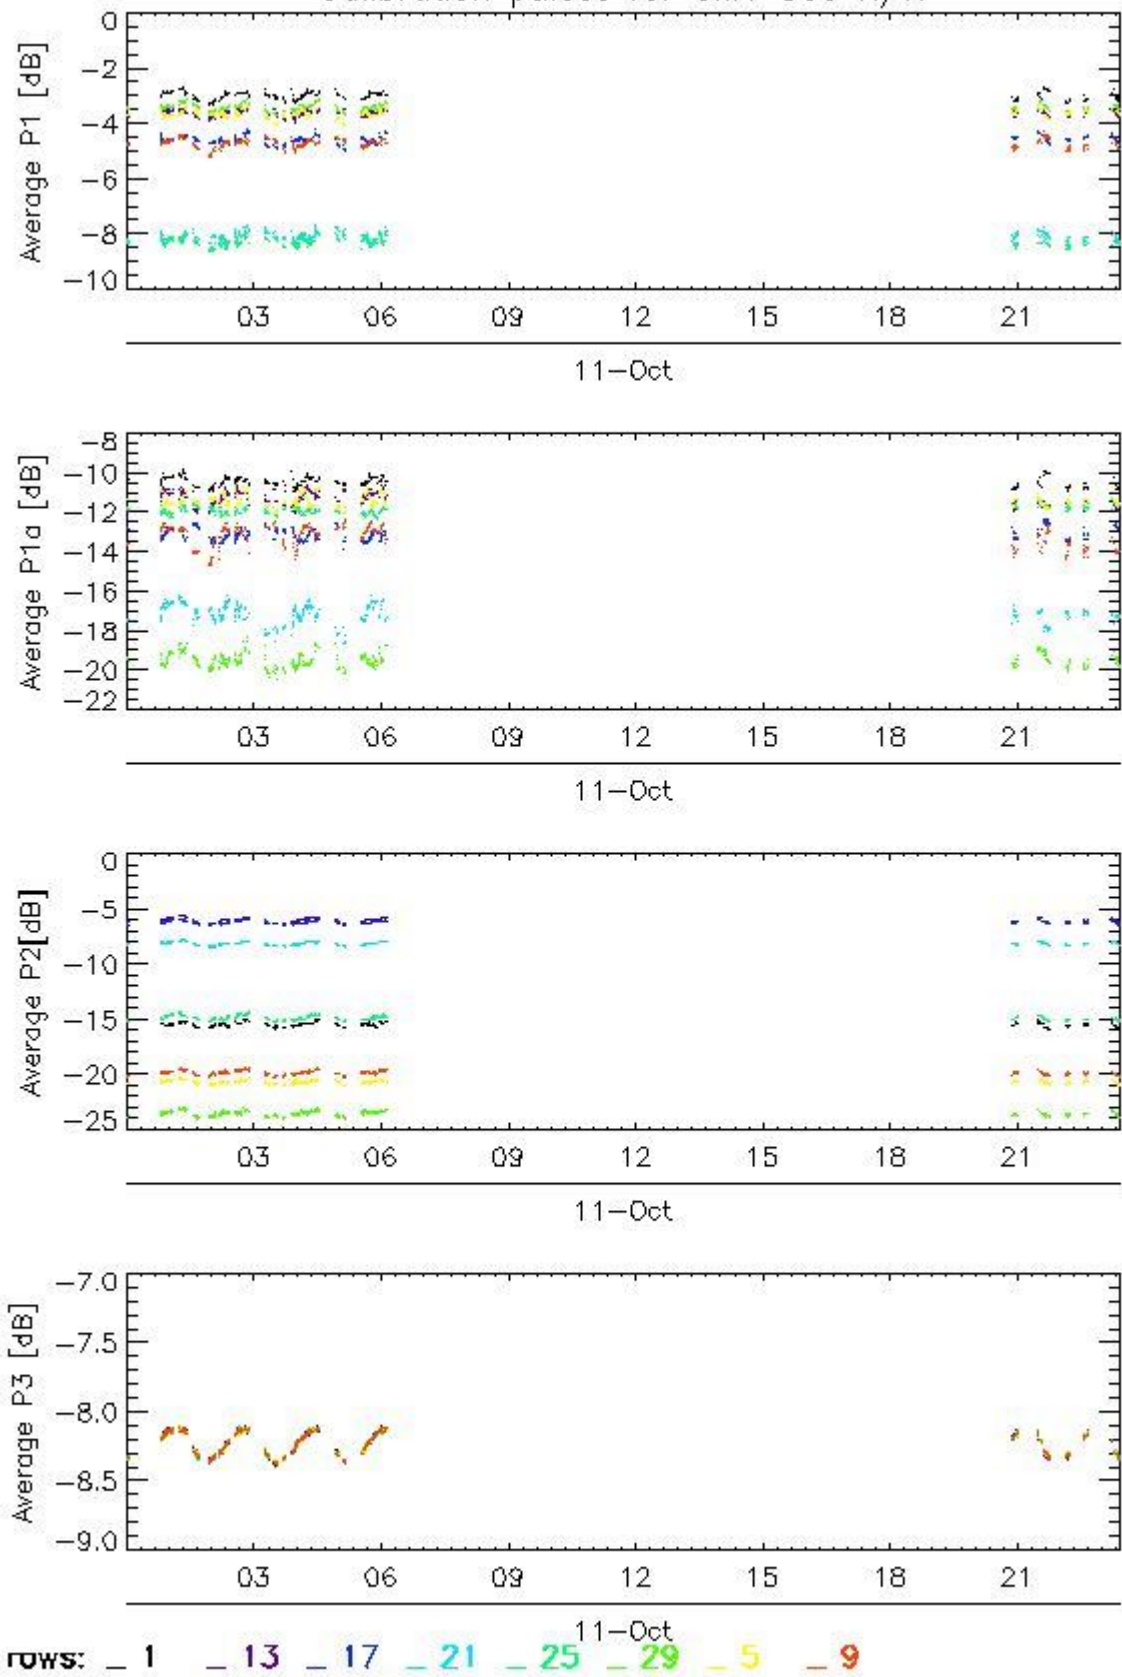 0
-2
-4
-6
-8
-10
Average P1 [dB]
03 06 09 12 15 18 21
11-Oct
-8
-10
-12
-14
-16
-18
-20
-22
Average P1a [dB]
03 06 09 12 15 18 21
11-Oct
0
-5
-10
-15
-20
-25
Average P2[dB]
03 06 09 12 15 18 21
11-Oct
-7.0
-7.5
-8.0
-8.5
-9.0
Average P3 [dB]
03 06 09 12 15 18 21
11-Oct
rows: _ 1 _ 13 _ 17 _ 21 _ 25 _ 29 _ 5 _ 9